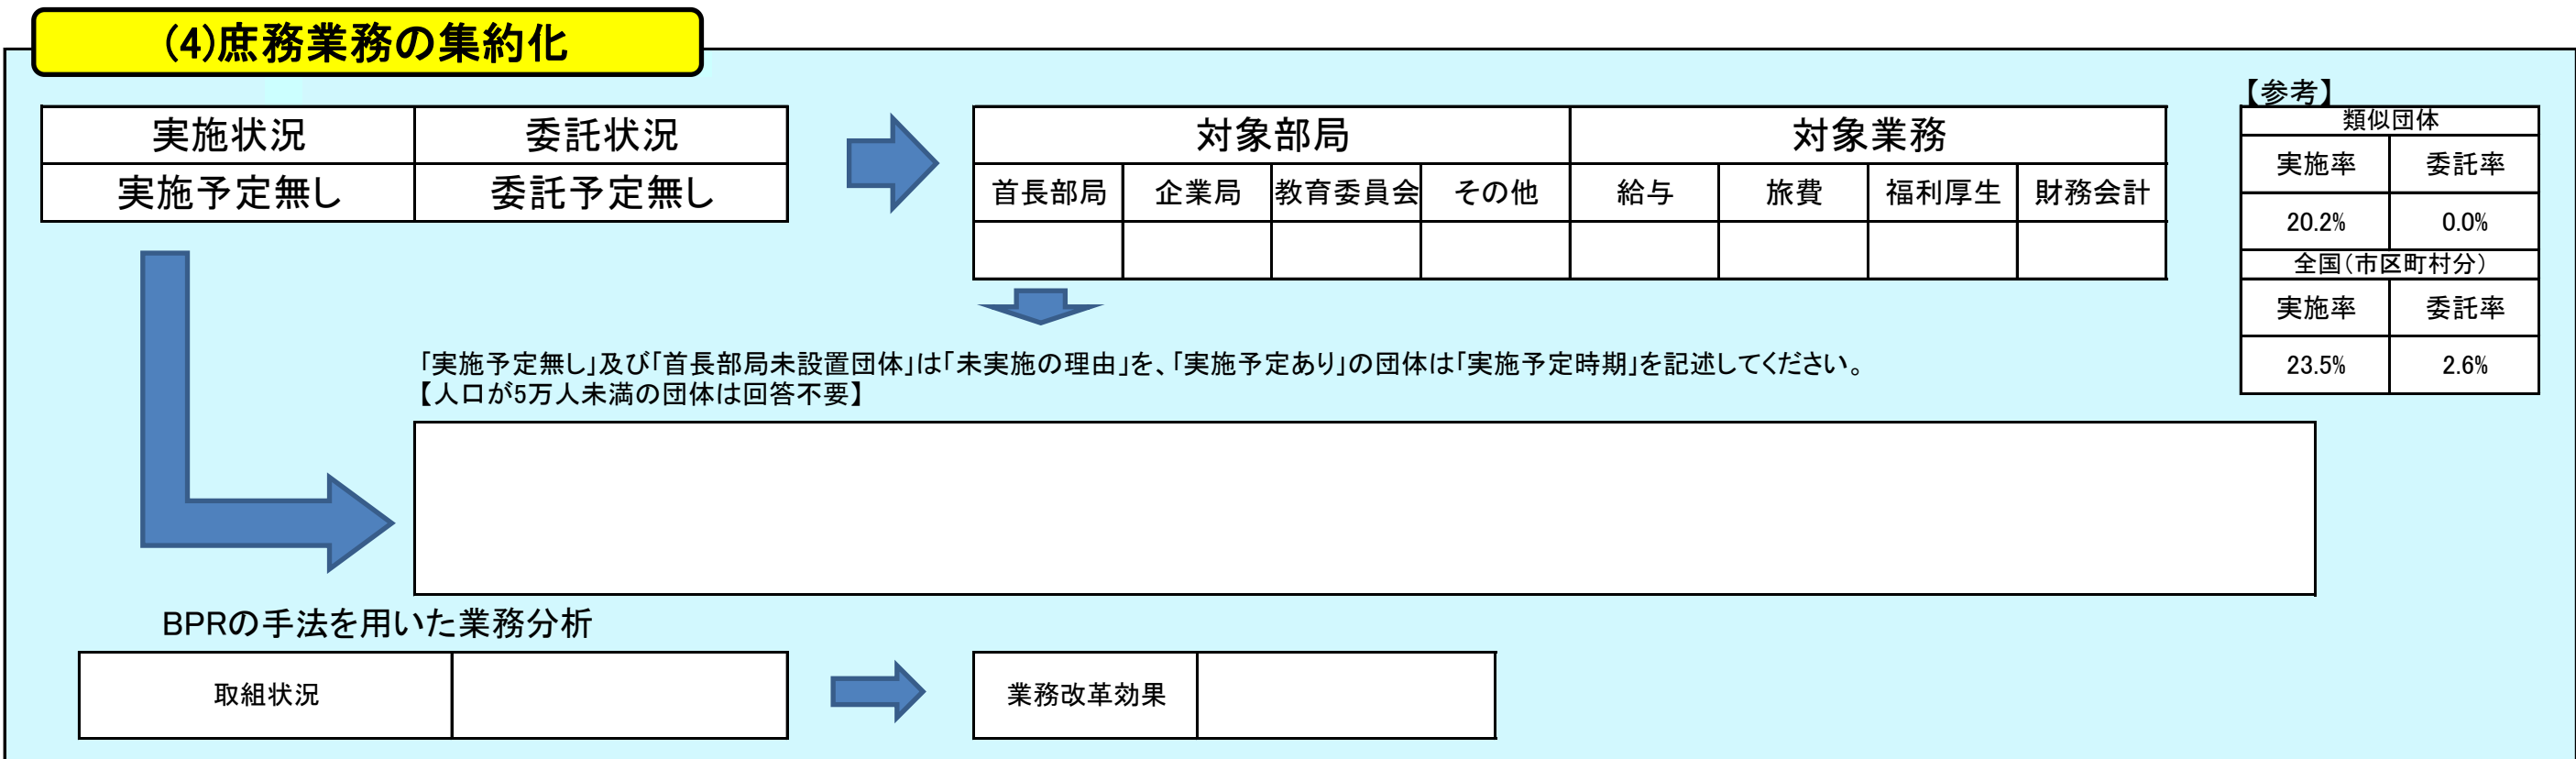 (4)庶務業務の集約化
実施状況 委託状況
実施予定無し 委託予定無し
対象部局 対象業務
首長部局 企業局 教育委員会 その他 給与 旅費 福利厚生 財務会計
【参考】
類似団体
実施率 委託率
20.2% 0.0%
全国(市区町村分)
実施率 委託率
23.5% 2.6%
「実施予定無し」及び「首長部局未設置団体」は「未実施の理由」を、「実施予定あり」の団体は「実施予定時期」を記述してください。
【人口が5万人未満の団体は回答不要】
BPRの手法を用いた業務分析
取組状況
業務改革効果